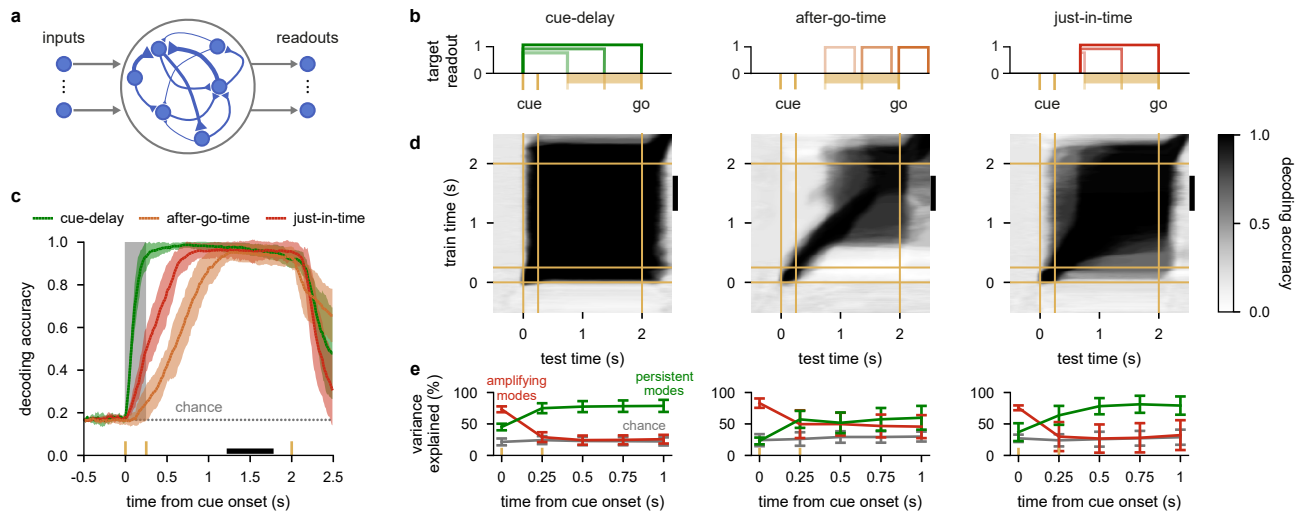 a
inputs
readouts
b
cue-delay
after-go-time
just-in-time
target
readout
1
0
cue
go
1
0
cue
go
1
0
cue
go
c
cue-delay
after-go-time
just-in-time
decoding accuracy
1.0
0.8
0.6
0.4
0.2
0.0
chance
-0.5
0
0.5
1
1.5
2.0
2.5
time from cue onset (s)
d
train time (s)
2
1
0
0
1
2
test time (s)
2
1
0
0
1
2
test time (s)
2
1
0
0
1
2
test time (s)
1.0
0.5
0.0
decoding accuracy
e
variance
explained (%)
amplifying
modes
persistent
modes
chance
100
50
0
0
0.25
0.5
0.75
1
time from cue onset (s)
100
50
0
0
0.25
0.5
0.75
1
time from cue onset (s)
100
50
0
0
0.25
0.5
0.75
1
time from cue onset (s)